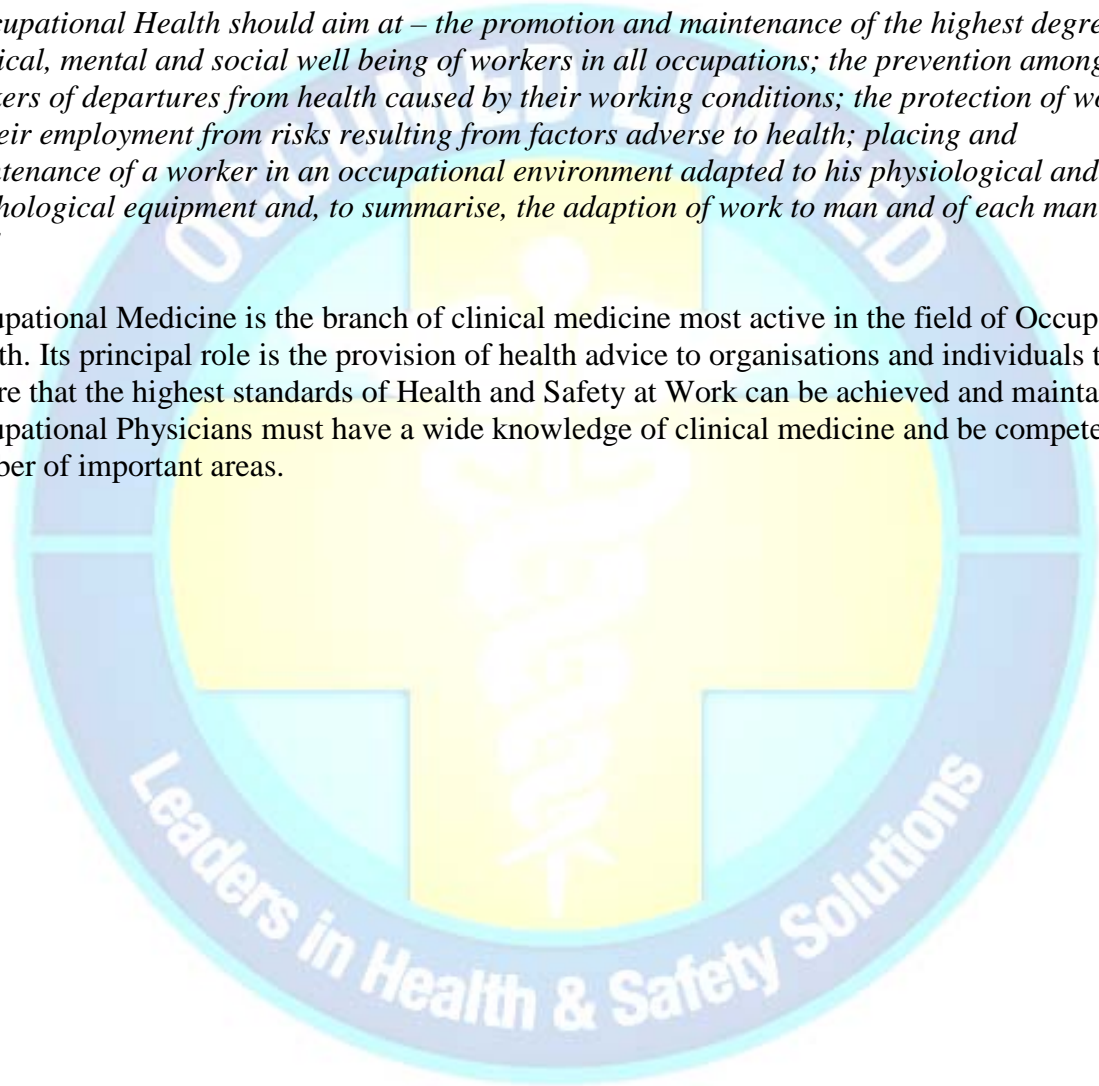 cupational Health should aim at – the promotion and maintenance of the highest degre
ical, mental and social well being of workers in all occupations; the prevention among
kers of departures from health caused by their working conditions; the protection of wo
heir employment from risks resulting from factors adverse to health; placing and
ntenance of a worker in an occupational environment adapted to his physiological and
hological equipment and, to summarise, the adaption of work to man and of each man
upational Medicine is the branch of clinical medicine most active in the field of Occup
th. Its principal role is the provision of health advice to organisations and individuals t
re that the highest standards of Health and Safety at Work can be achieved and mainta
upational Physicians must have a wide knowledge of clinical medicine and be compete
ber of important areas.
OCCUMED LIMITED
Leaders in Health & Safety Solutions